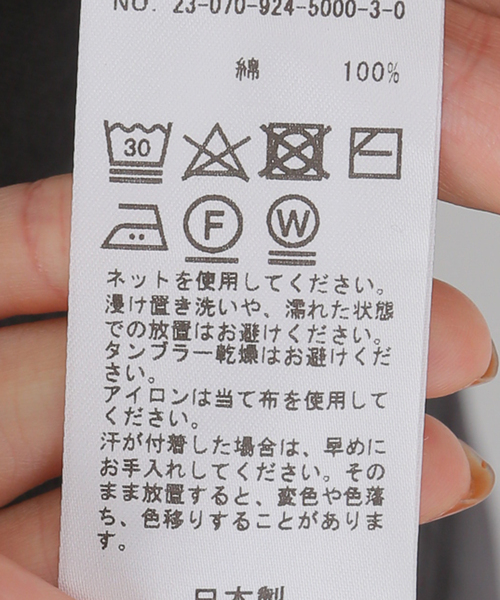 NO. 23-070-924-5000-3-0
綿 100%
30
F W
ネットを使用してください。
浸け置き洗いや、濡れた状態
での放置はお避けください。
タンブラー乾燥はお避けくだ
さい。
アイロンは当て布を使用して
ください。
汗が付着した場合は、早めに
お手入れしてください。その
まま放置すると、変色や色落
ち、色移りすることがありま
す。
日本製